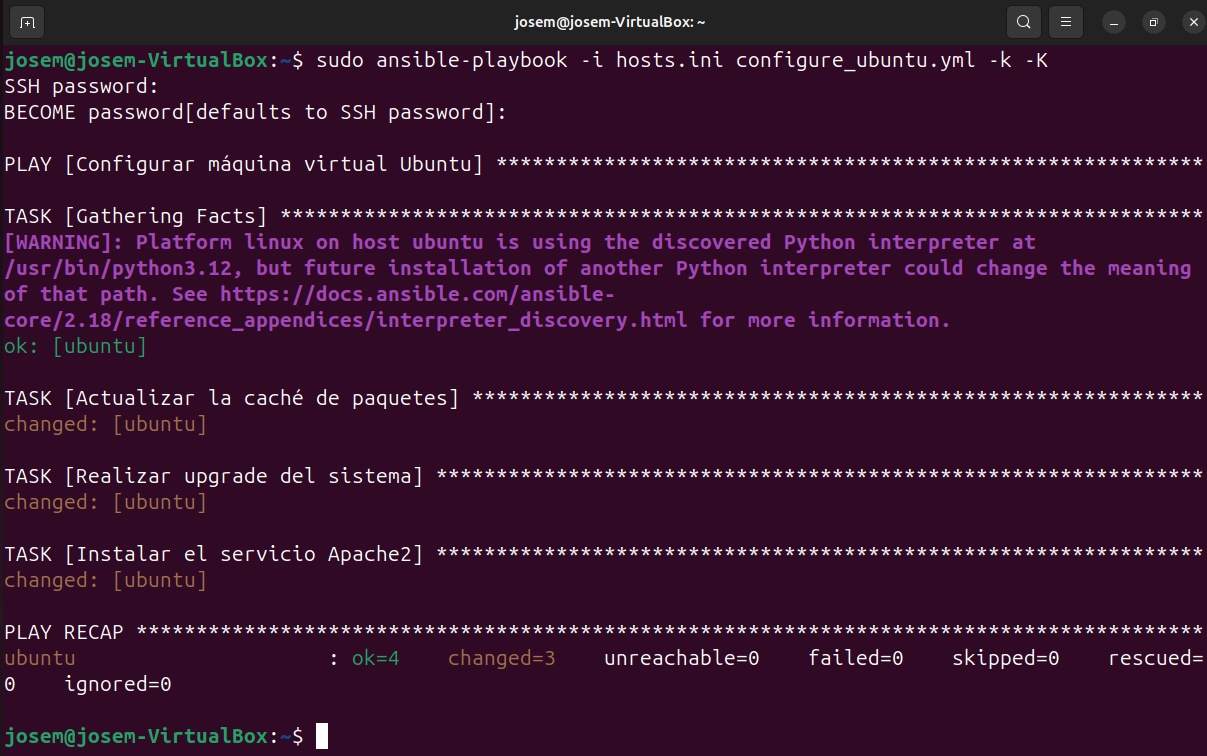 josem@josem-VirtualBox: ~
josem@josem-VirtualBox:~$ sudo ansible-playbook -i hosts.ini configure_ubuntu.yml -k -K
SSH password:
BECOME password[defaults to SSH password]:
PLAY [Configurar máquina virtual Ubuntu] ***********************************************************
TASK [Gathering Facts] *****************************************************************************
[WARNING]: Platform linux on host ubuntu is using the discovered Python interpreter at
/usr/bin/python3.12, but future installation of another Python interpreter could change the meaning
of that path. See https://docs.ansible.com/ansible-
core/2.18/reference_appendices/interpreter_discovery.html for more information.
ok: [ubuntu]
TASK [Actualizar la caché de paquetes] *************************************************************
changed: [ubuntu]
TASK [Realizar upgrade del sistema] ****************************************************************
changed: [ubuntu]
TASK [Instalar el servicio Apache2] ****************************************************************
changed: [ubuntu]
PLAY RECAP *****************************************************************************************
ubuntu                     : ok=4    changed=3    unreachable=0    failed=0    skipped=0    rescued=
0    ignored=0
josem@josem-VirtualBox:~$